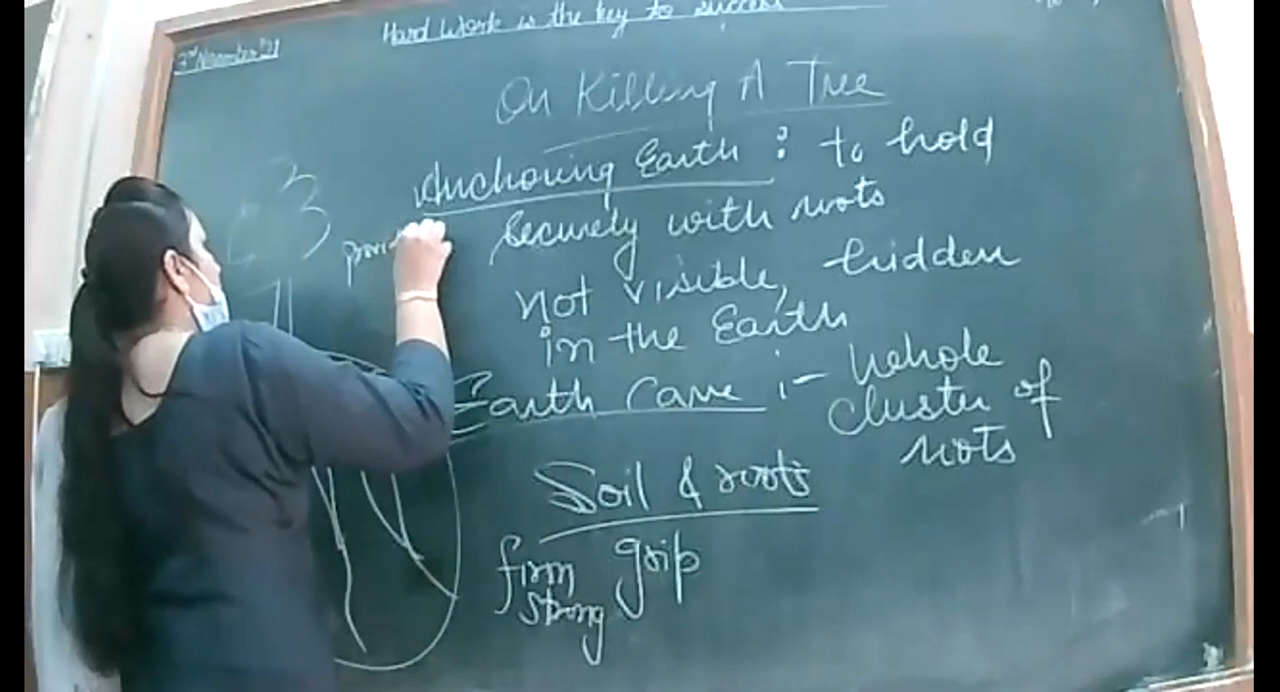 Hard Work is the key to success
On Killing A Tree
Anchoring Earth : to hold
securely with roots
not visible, hidden
in the Earth
Earth Cave :- whole
cluster of
roots
Soil & roots
firm grip
strong